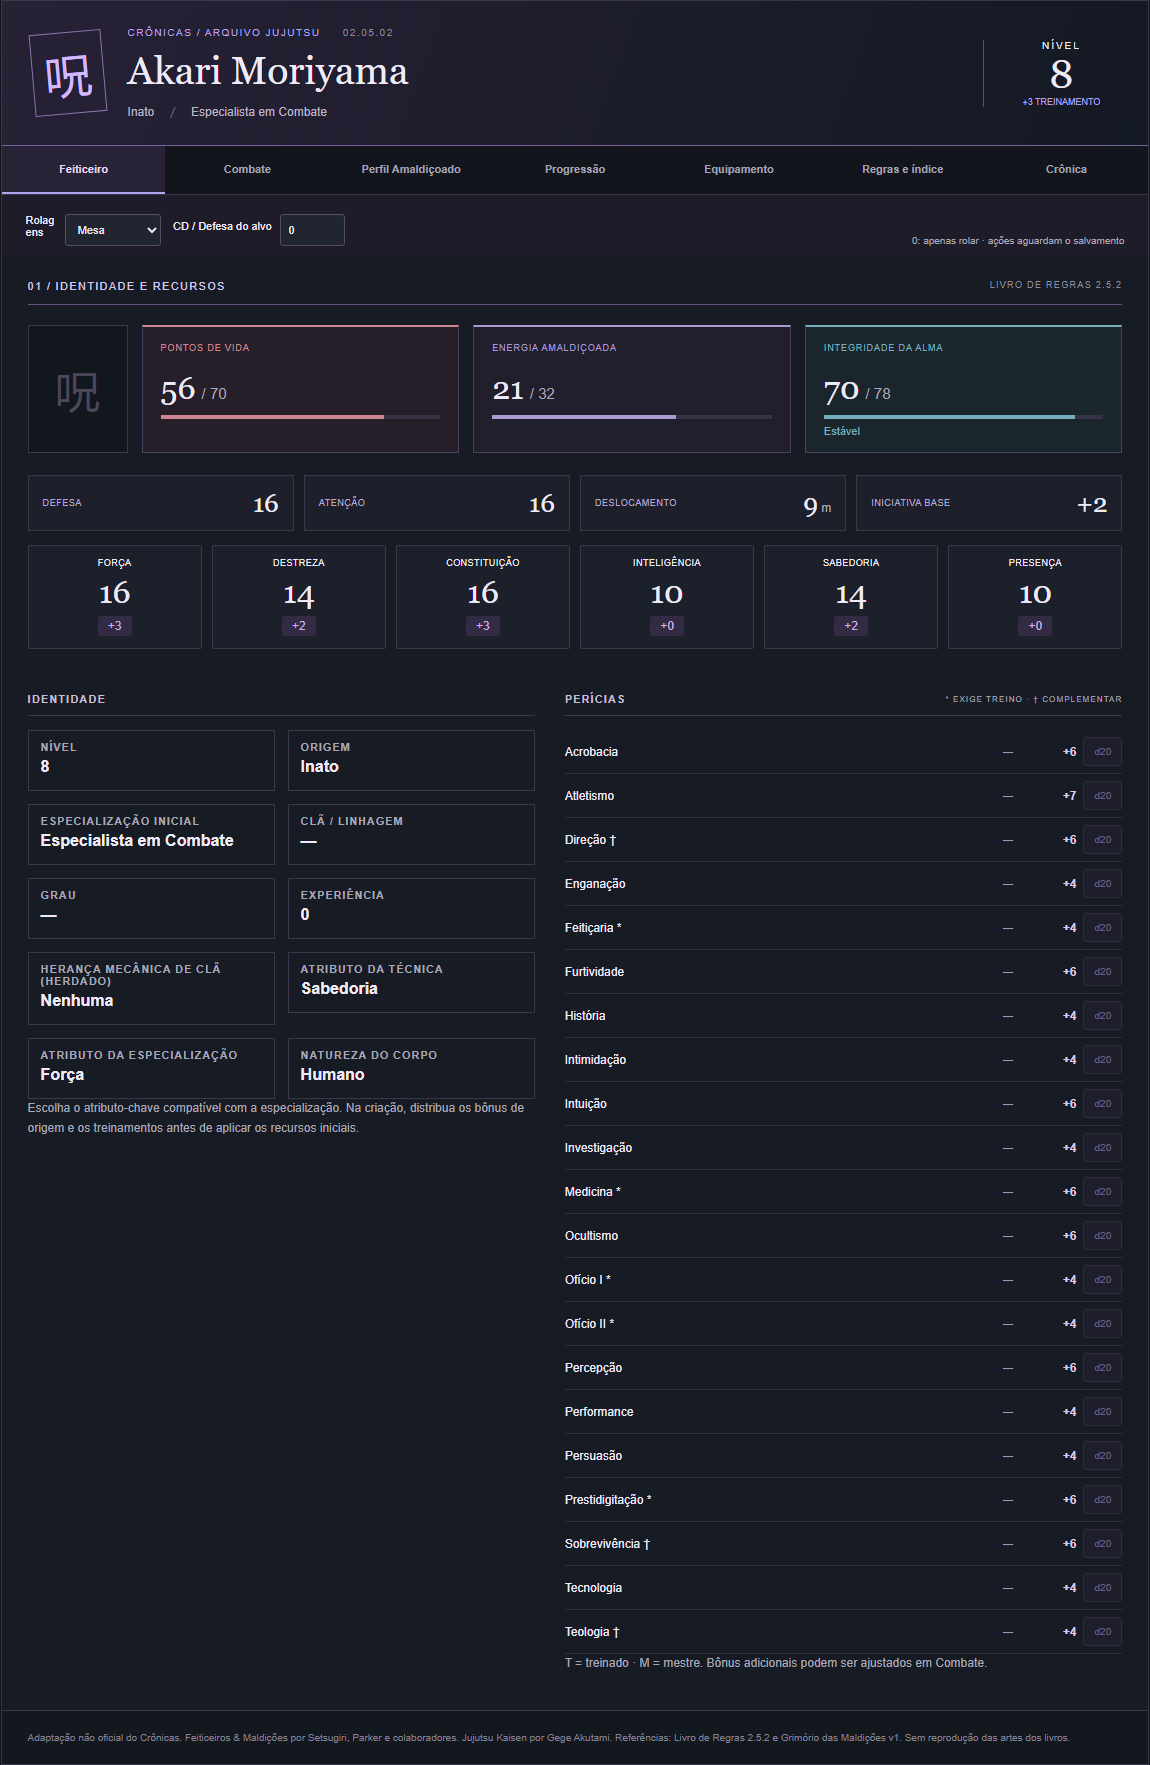 呪
CRÔNICAS / ARQUIVO JUJUTSU 02.05.02
Akari Moriyama
Inato / Especialista em Combate
NÍVEL
8
+3 TREINAMENTO
Feiticeiro Combate Perfil Amaldiçoado Progressão Equipamento Regras e índice Crônica
Rolag
ens
Mesa CD / Defesa do alvo 0
0: apenas rolar · ações aguardam o salvamento
01 / IDENTIDADE E RECURSOS LIVRO DE REGRAS 2.5.2
呪
PONTOS DE VIDA
56 / 70
ENERGIA AMALDIÇOADA
21 / 32
INTEGRIDADE DA ALMA
70 / 78
Estável
DEFESA 16
ATENÇÃO 16
DESLOCAMENTO 9 m
INICIATIVA BASE +2
FORÇA
16
+3
DESTREZA
14
+2
CONSTITUIÇÃO
16
+3
INTELIGÊNCIA
10
+0
SABEDORIA
14
+2
PRESENÇA
10
+0
IDENTIDADE
NÍVEL
8
ORIGEM
Inato
ESPECIALIZAÇÃO INICIAL
Especialista em Combate
CLÃ / LINHAGEM
—
GRAU
—
EXPERIÊNCIA
0
HERANÇA MECÂNICA DE CLÃ
(HERDADO)
Nenhuma
ATRIBUTO DA TÉCNICA
Sabedoria
ATRIBUTO DA ESPECIALIZAÇÃO
Força
NATUREZA DO CORPO
Humano
Escolha o atributo-chave compatível com a especialização. Na criação, distribua os bônus de
origem e os treinamentos antes de aplicar os recursos iniciais.
PERÍCIAS * EXIGE TREINO · † COMPLEMENTAR
Acrobacia — +6 d20
Atletismo — +7 d20
Direção † — +6 d20
Enganação — +4 d20
Feitiçaria * — +4 d20
Furtividade — +6 d20
História — +4 d20
Intimidação — +4 d20
Intuição — +6 d20
Investigação — +4 d20
Medicina * — +6 d20
Ocultismo — +6 d20
Ofício I * — +4 d20
Ofício II * — +4 d20
Percepção — +6 d20
Performance — +4 d20
Persuasão — +4 d20
Prestidigitação * — +6 d20
Sobrevivência † — +6 d20
Tecnologia — +4 d20
Teologia † — +4 d20
T = treinado · M = mestre. Bônus adicionais podem ser ajustados em Combate.
Adaptação não oficial do Crônicas. Feiticeiros & Maldições por Setsugiri, Parker e colaboradores. Jujutsu Kaisen por Gege Akutami. Referências: Livro de Regras 2.5.2 e Grimório das Maldições v1. Sem reprodução das artes dos livros.